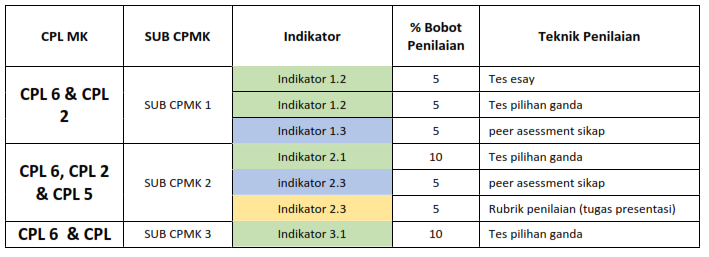 CPL MK SUB CPMK Indikator % Bobot Penilaian Teknik Penilaian
CPL 6 & CPL 2 SUB CPMK 1 Indikator 1.2 5 Tes esay
Indikator 1.2 5 Tes pilihan ganda
Indikator 1.3 5 peer asessment sikap
CPL 6, CPL 2 & CPL 5 SUB CPMK 2 Indikator 2.1 10 Tes pilihan ganda
indikator 2.3 5 peer asessment sikap
Indikator 2.3 5 Rubrik penilaian (tugas presentasi)
CPL 6 & CPL SUB CPMK 3 Indikator 3.1 10 Tes pilihan ganda